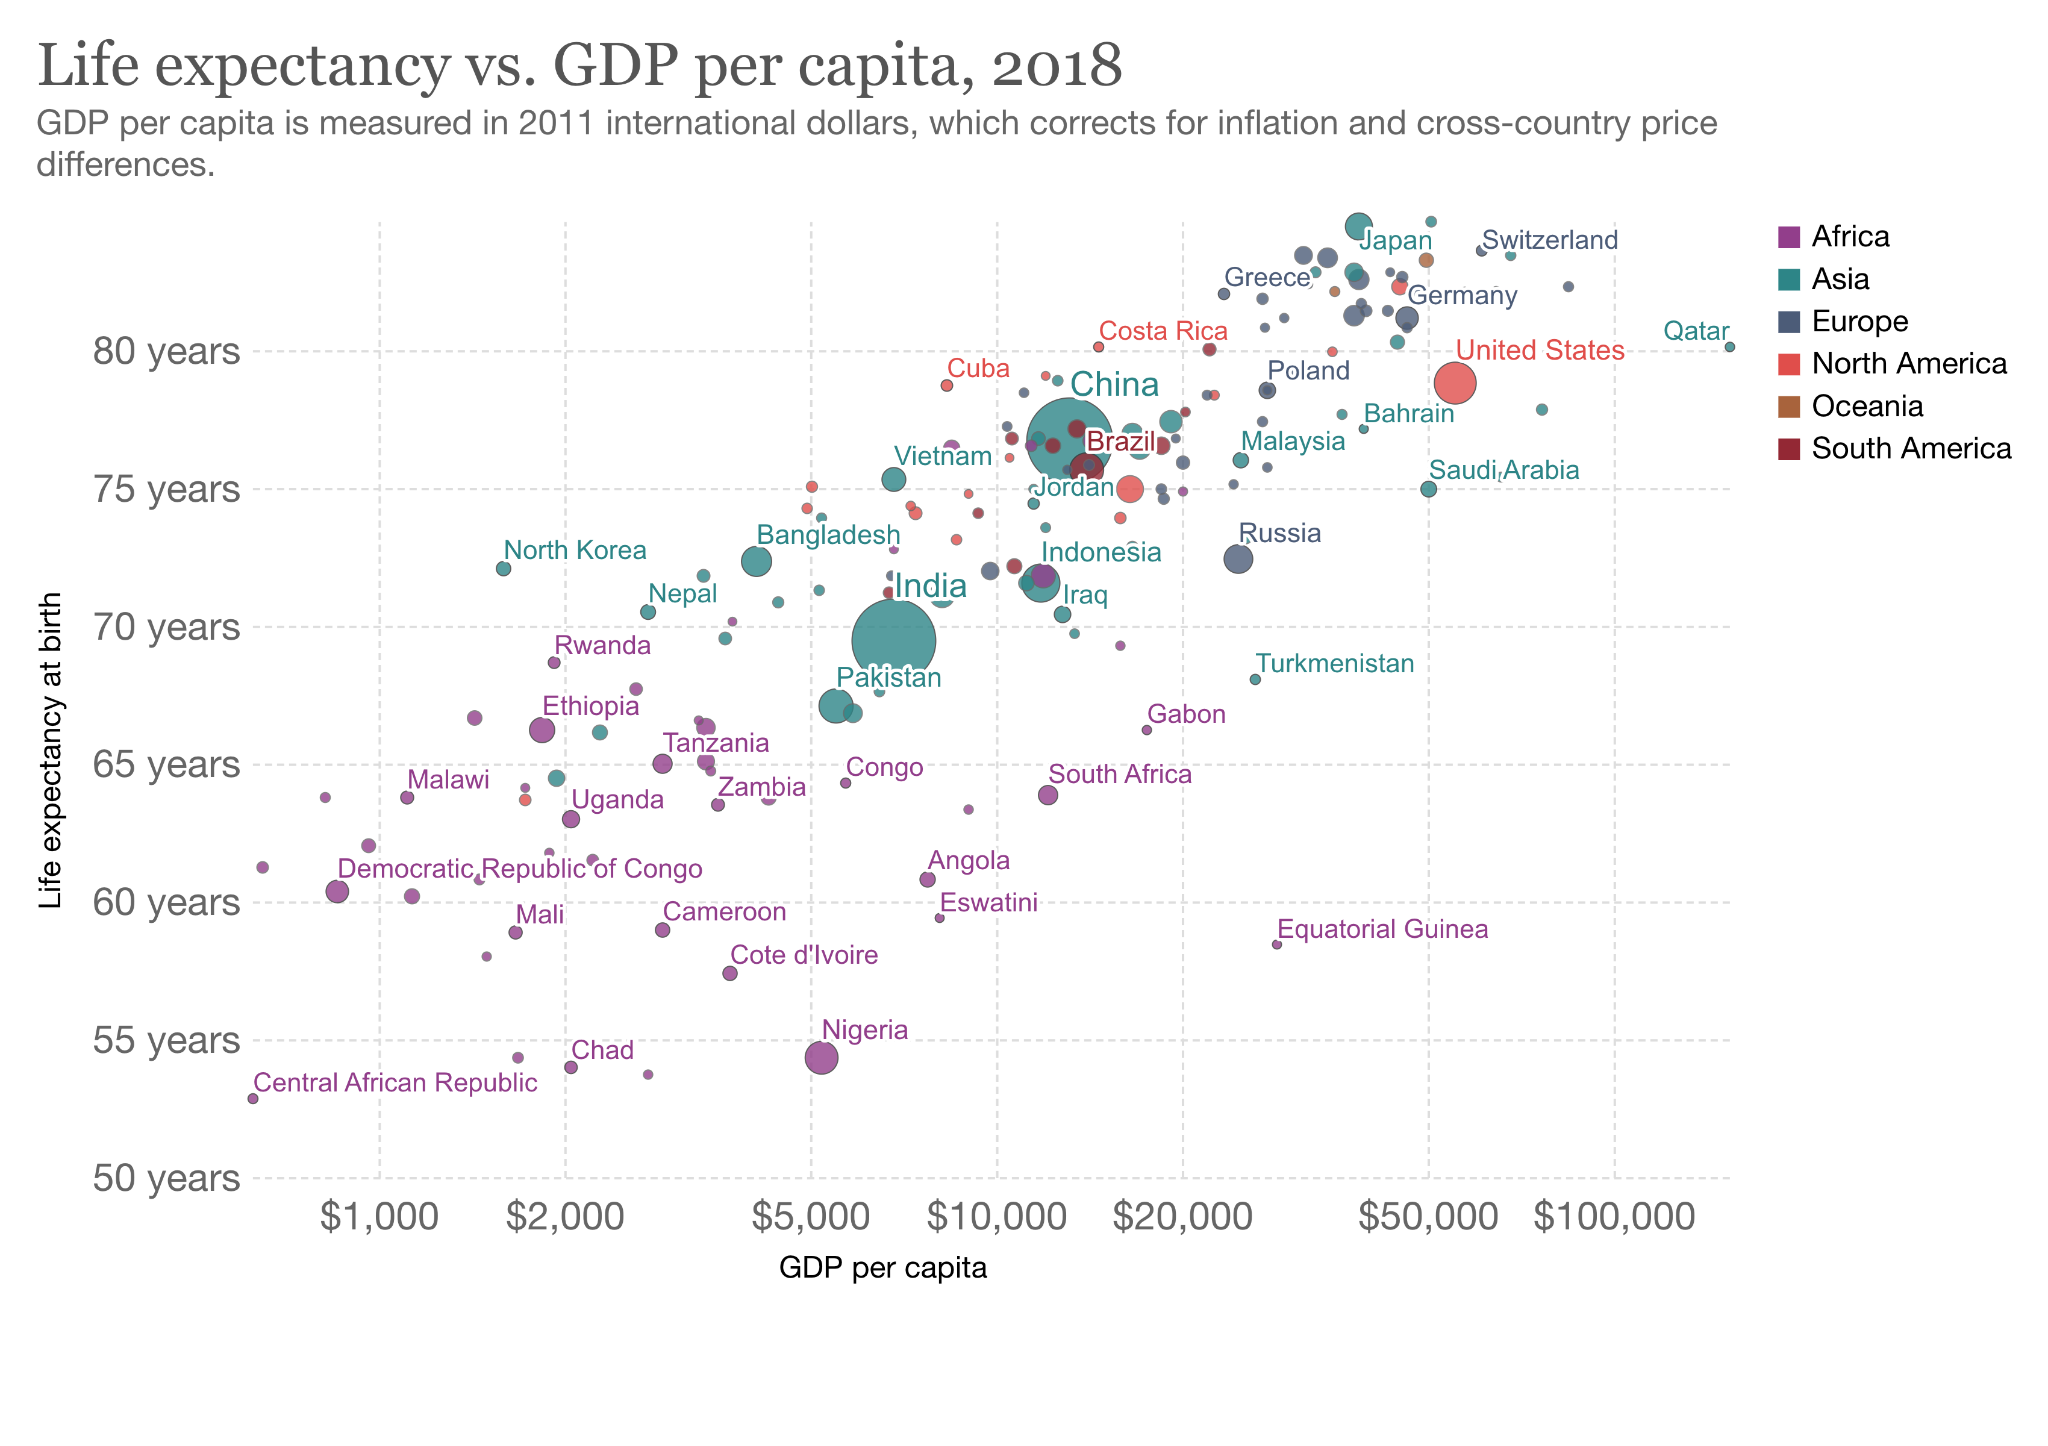 Life expectancy vs. GDP per capita, 2018
GDP per capita is measured in 2011 international dollars, which corrects for inflation and cross-country price
differences.
Africa
Asia
Europe
North America
Oceania
South America
Japan
Switzerland
Greece
Germany
Costa Rica
Qatar
80 years
United States
Cuba
Poland
China
Bahrain
Brazil
Malaysia
Vietnam
Saudi Arabia
75 years
Jordan
Bangladesh
Russia
North Korea
Indonesia
India
Nepal
Iraq
70 years
Rwanda
Turkmenistan
Pakistan
Ethiopia
Gabon
Tanzania
65 years
Congo
South Africa
Malawi
Zambia
Uganda
Angola
Democratic Republic of Congo
60 years
Eswatini
Mali
Cameroon
Equatorial Guinea
Cote d'Ivoire
Nigeria
55 years
Chad
Central African Republic
50 years
Life expectancy at birth
$1,000
$2,000
$5,000
$10,000
$20,000
$50,000
$100,000
GDP per capita